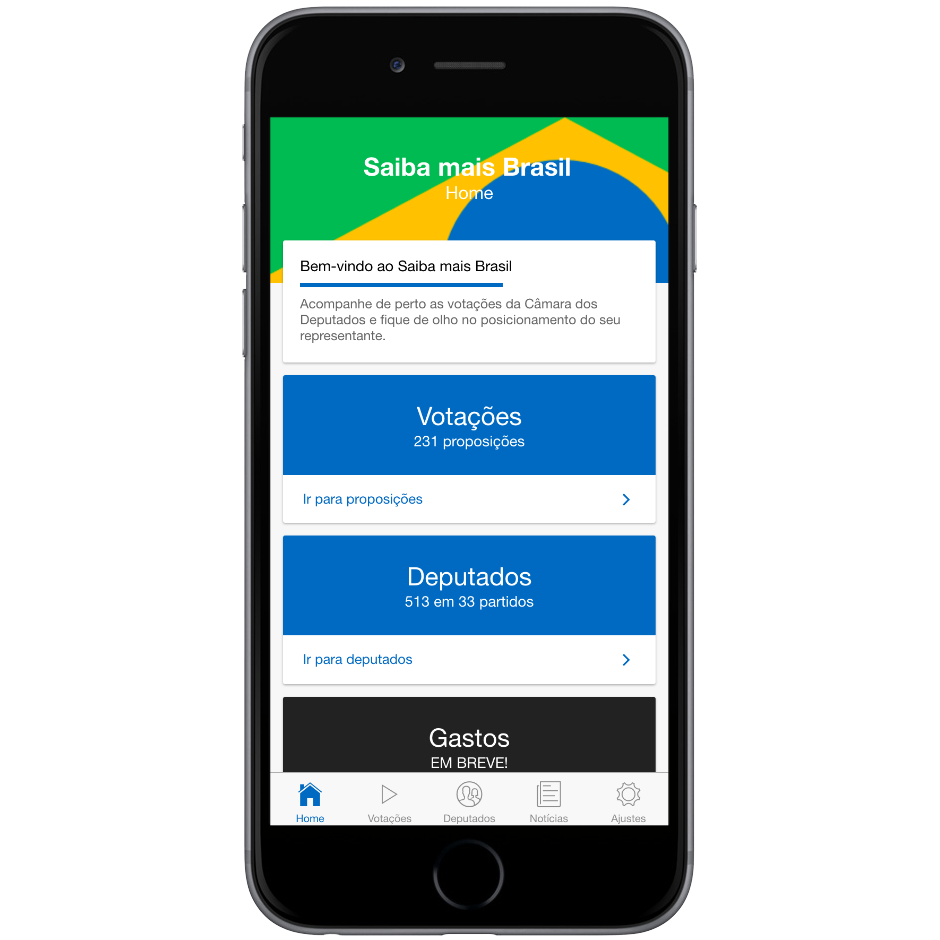 Saiba mais Brasil
Home
Bem-vindo ao Saiba mais Brasil
Acompanhe de perto as votações da Câmara dos
Deputados e fique de olho no posicionamento do seu
representante.
Votações
231 proposições
Ir para proposições
Deputados
513 em 33 partidos
Ir para deputados
Gastos
EM BREVE!
Home
Votações
Deputados
Notícias
Ajustes